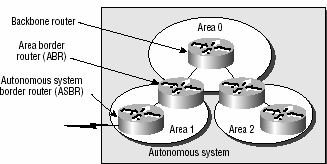 Backbone router
Area 0
Area border
router (ABR)
Autonomous system
border router (ASBR)
Area 1
Area 2
Autonomous system